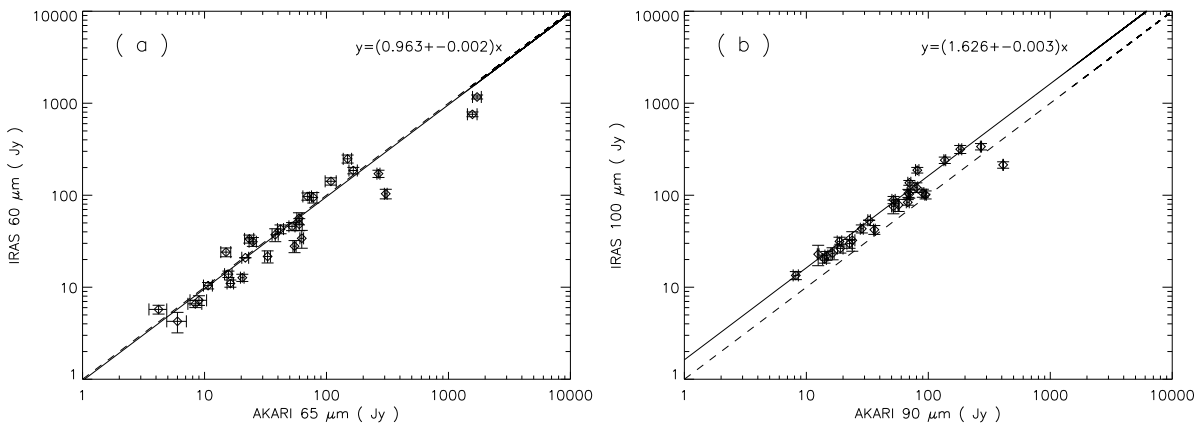 ( a )
y=(0.963+−0.002)x
10000
1000
100
10
1
IRAS 60 μm ( Jy )
1 10 100 1000 10000
AKARI 65 μm ( Jy )
( b )
y=(1.626+−0.003)x
10000
1000
100
10
1
IRAS 100 μm ( Jy )
1 10 100 1000 10000
AKARI 90 μm ( Jy )